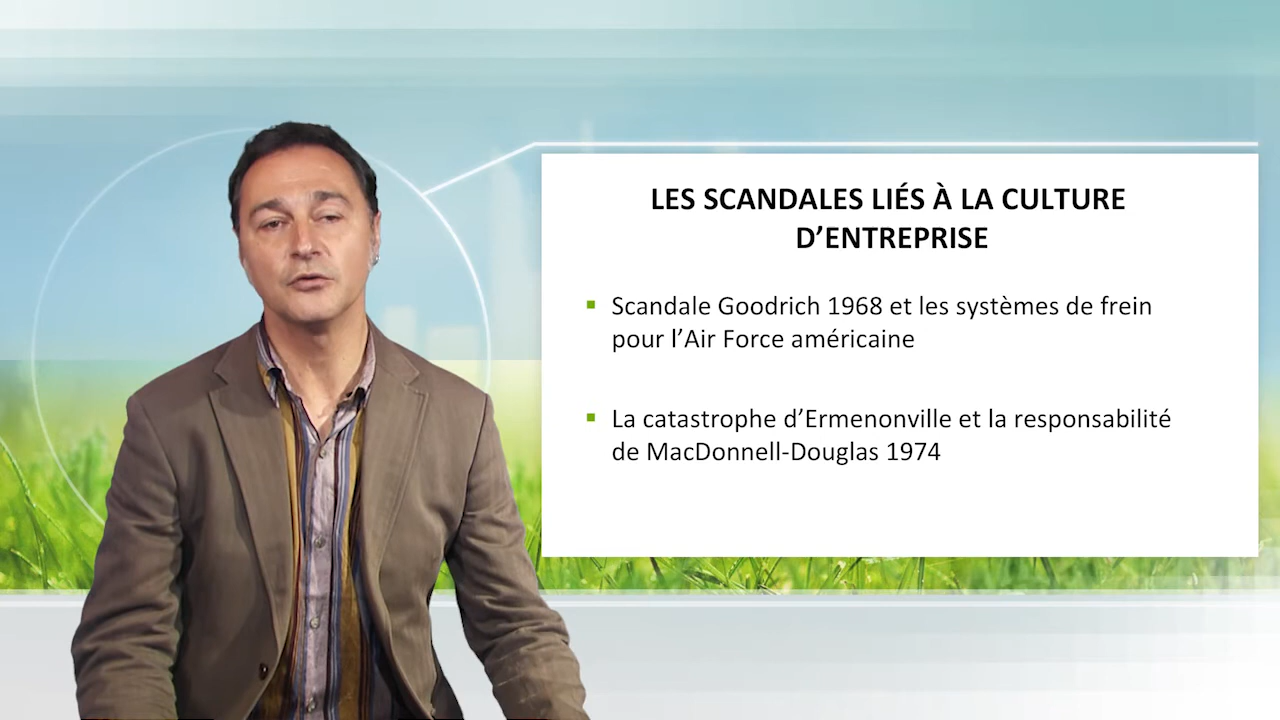 LES SCANDALES LIÉS À LA CULTURE
D’ENTREPRISE
Scandale Goodrich 1968 et les systèmes de frein
pour l’Air Force américaine
La catastrophe d’Ermenonville et la responsabilité
de MacDonnell-Douglas 1974